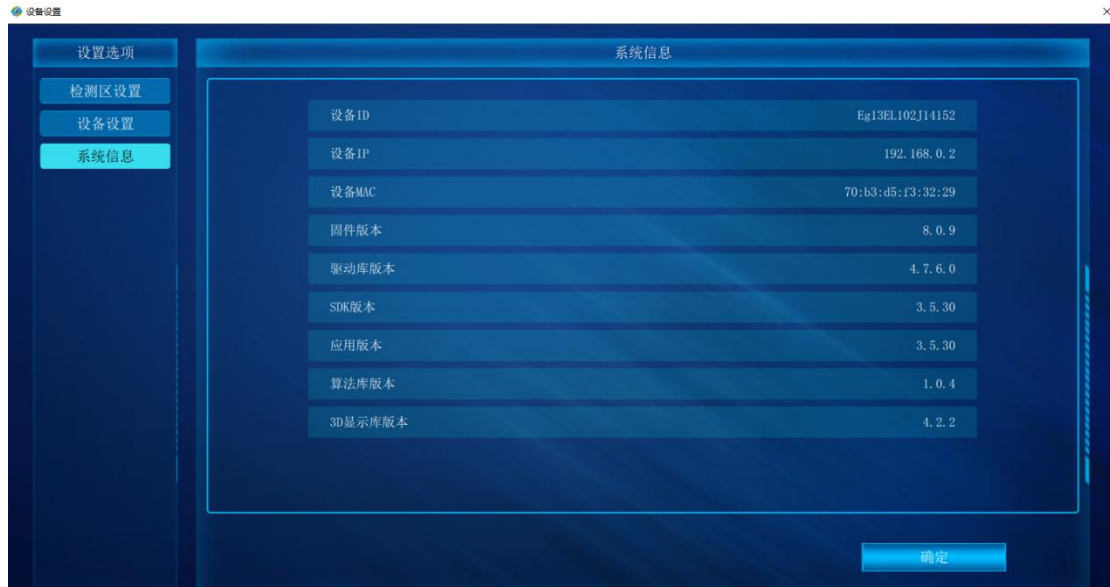 设备设置
设置选项
检测区设置
设备设置
系统信息
系统信息
设备ID Eg13EL102J14152
设备IP 192.168.0.2
设备MAC 70:b3:d5:f3:32:29
固件版本 8.0.9
驱动库版本 4.7.6.0
SDK版本 3.5.30
应用版本 3.5.30
算法库版本 1.0.4
3D显示库版本 4.2.2
确定